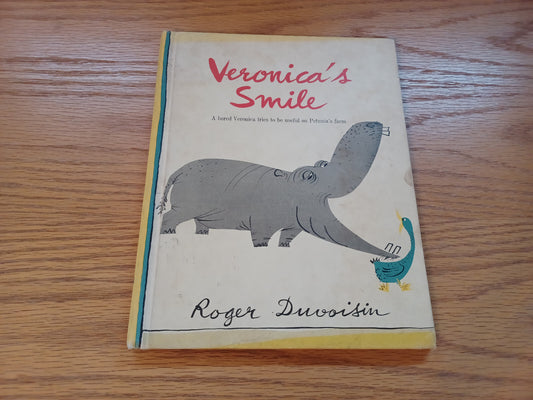 Veronica's
Smile
A bored Veronica tries to be useful on Petunia's farm
Roger Duvoisin